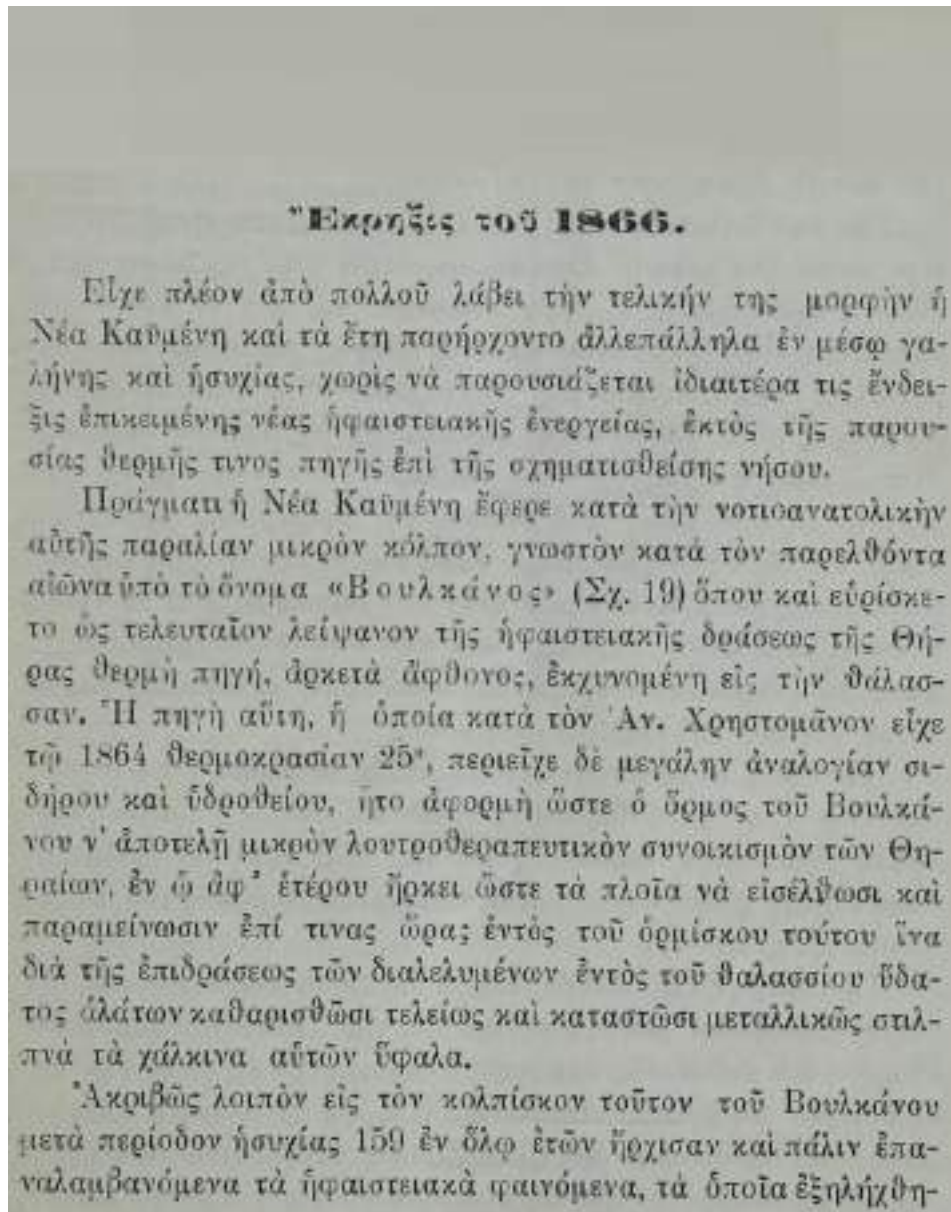 Ἔκρηξις τοῦ 1866.
Εἶχε πλέον ἀπὸ πολλοῦ λάβει τὴν τελικήν της μορφὴν ἡ
Νέα Καϋμένη καὶ τὰ ἔτη παρήρχοντο ἀλλεπάλληλα ἐν μέσῳ γα-
λήνης καὶ ἡσυχίας, χωρὶς νὰ παρουσιάζεται ἰδιαιτέρα τις ἔνδει-
ξις ἐπικειμένης νέας ἡφαιστειακῆς ἐνεργείας, ἐκτὸς τῆς παρου-
σίας θερμῆς τινος πηγῆς ἐπὶ τῆς σχηματισθείσης νήσου.
Πράγματι ἡ Νέα Καϋμένη ἔφερε κατὰ τὴν νοτιοανατολικὴν
αὐτῆς παραλίαν μικρὸν κόλπον, γνωστὸν κατὰ τὸν παρελθόντα
αἰῶνα ὑπὸ τὸ ὄνομα «Βουλκάνος» (Σχ. 19) ὅπου καὶ εὑρίσκε-
το ὡς τελευταῖον λείψανον τῆς ἡφαιστειακῆς δράσεως τῆς Θή-
ρας θερμὴ πηγή, ἀρκετὰ ἄφθονος, ἐκχυνομένη εἰς τὴν θάλασ-
σαν. Ἡ πηγὴ αὕτη, ἡ ὁποία κατὰ τὸν Ἀν. Χρηστομᾶνον εἶχε
τῷ 1864 θερμοκρασίαν 25°, περιεῖχε δὲ μεγάλην ἀναλογίαν σι-
δήρου καὶ ὑδροθείου, ἦτο ἀφορμὴ ὥστε ὁ ὅρμος τοῦ Βουλκά-
νου ν' ἀποτελῇ μικρὸν λουτροθεραπευτικὸν συνοικισμὸν τῶν Θη-
ραίων, ἐν ᾧ ἀφ' ἑτέρου ἤρκει ὥστε τὰ πλοῖα νὰ εἰσέλθωσι καὶ
παραμείνωσιν ἐπί τινας ὥρας ἐντὸς τοῦ ὁρμίσκου τούτου ἵνα
διὰ τῆς ἐπιδράσεως τῶν διαλελυμένων ἐντὸς τοῦ θαλασσίου ὕδα-
τος ἁλάτων καθαρισθῶσι τελείως καὶ καταστῶσι μεταλλικῶς στιλ-
πνὰ τὰ χάλκινα αὐτῶν ὕφαλα.
Ἀκριβῶς λοιπὸν εἰς τὸν κολπίσκον τοῦτον τοῦ Βουλκάνου
μετὰ περίοδον ἡσυχίας 159 ἐν ὅλῳ ἐτῶν ἤρχισαν καὶ πάλιν ἐπα-
ναλαμβανόμενα τὰ ἡφαιστειακὰ φαινόμενα, τὰ ὁποῖα ἐξηλήχθη-